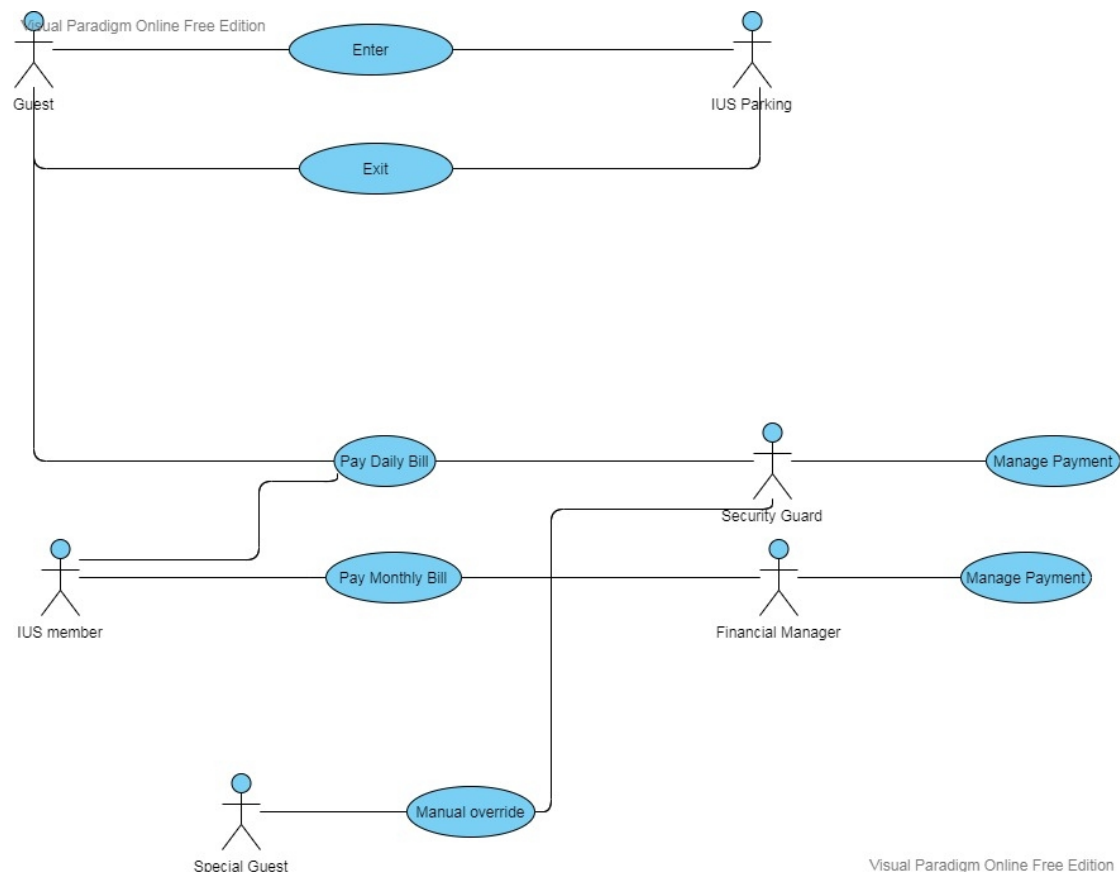 Visual Paradigm Online Free Edition
Enter
Guest
IUS Parking
Exit
Pay Daily Bill
Manage Payment
Security Guard
Pay Monthly Bill
Manage Payment
IUS member
Financial Manager
Manual override
Special Guest
Visual Paradigm Online Free Edition